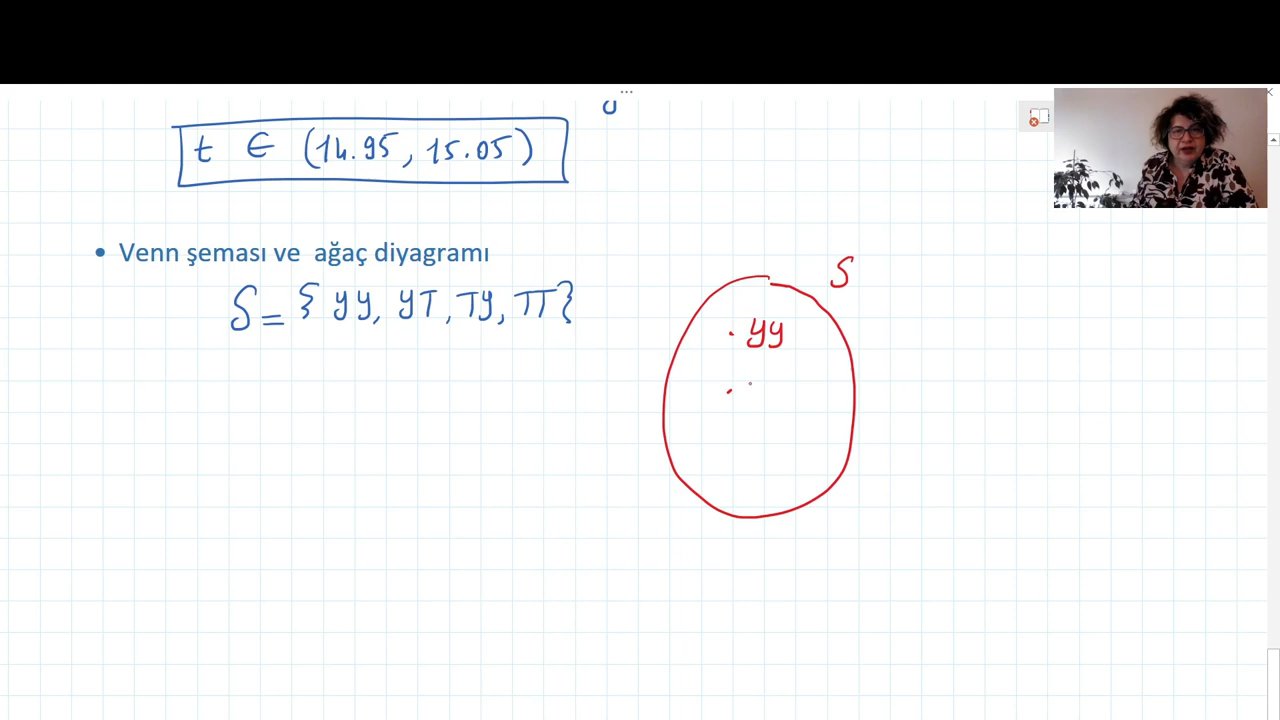 t ∈ (14.95, 15.05)
• Venn şeması ve ağaç diyagramı
S = { yy, yT, Ty, TT}
S
. yy
.